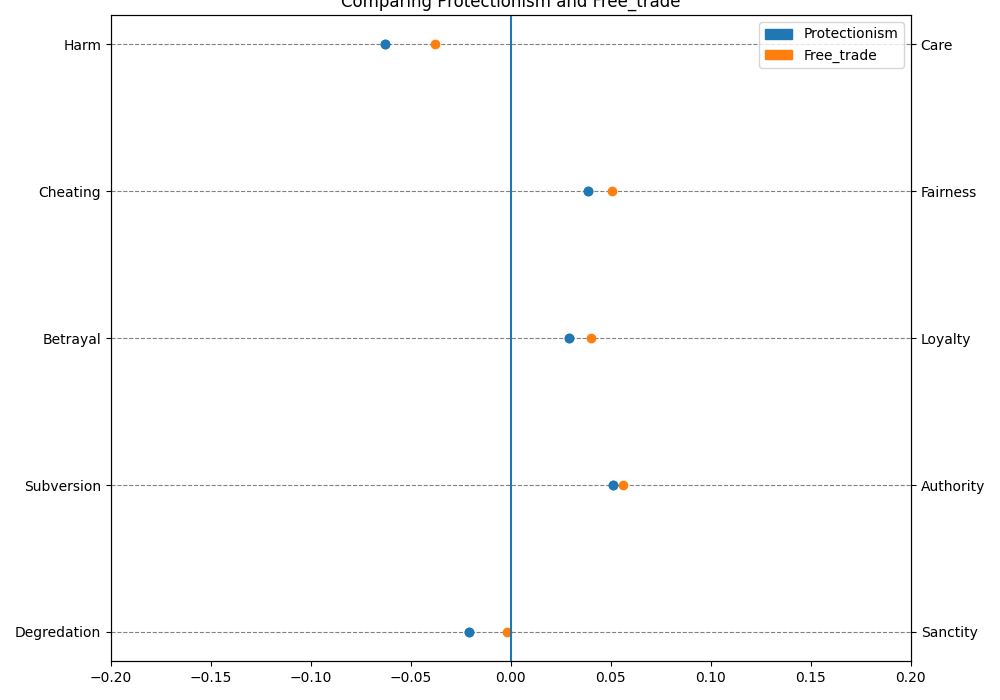 Comparing Protectionism and Free_trade
Protectionism
Free_trade
Harm
Care
Cheating
Fairness
Betrayal
Loyalty
Subversion
Authority
Degredation
Sanctity
−0.20 −0.15 −0.10 −0.05 0.00 0.05 0.10 0.15 0.20